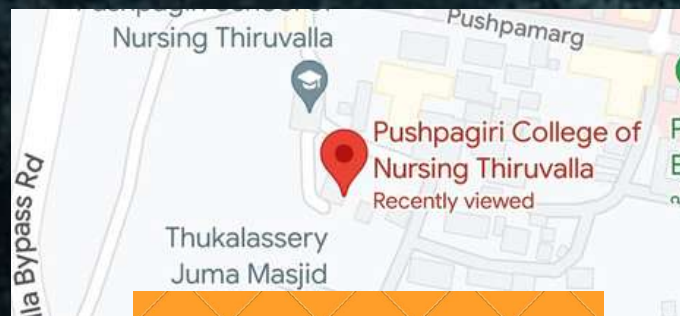 Nursing Thiruvalla
Pushpamarg
Pushpagiri College of
Nursing Thiruvalla
Recently viewed
Thukalassery
Juma Masjid
la Bypass Rd